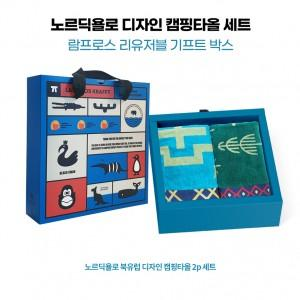 노르딕욜로 디자인 캠핑타올 세트
람프로스 리유저블 기프트 박스
노르딕욜로 북유럽 디자인 캠핑타올 2p 세트